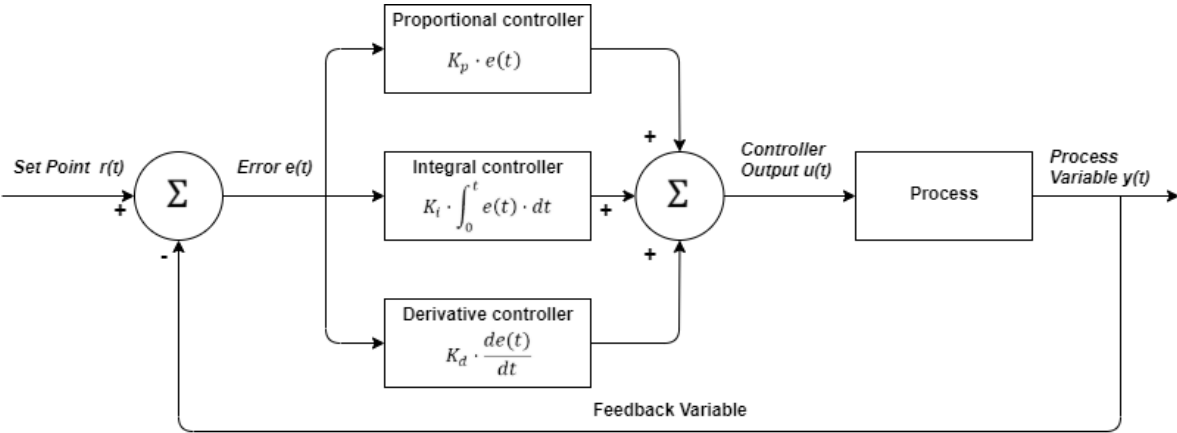 Proportional controller
K_p · e(t)
+
Set Point r(t)
+
Σ
-
Error e(t)
Integral controller
K_i · ∫_0^t e(t) · dt
+
Σ
+
Controller
Output u(t)
Process
Process
Variable y(t)
Derivative controller
K_d · de(t)/dt
Feedback Variable